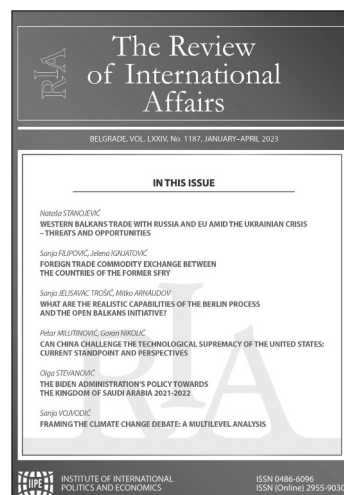 The Review
of International
Affairs
RIA
BELGRADE, VOL. LXXIV, No. 1187, JANUARY–APRIL 2023
IN THIS ISSUE
Nataša STANOJEVIĆ
WESTERN BALKANS TRADE WITH RUSSIA AND EU AMID THE UKRAINIAN CRISIS
– THREATS AND OPPORTUNITIES
Sanja FILIPOVIĆ, Jelena IGNJATOVIĆ
FOREIGN TRADE COMMODITY EXCHANGE BETWEEN
THE COUNTRIES OF THE FORMER SFRY
Sanja JELISAVAC TROŠIĆ, Mitko ARNAUDOV
WHAT ARE THE REALISTIC CAPABILITIES OF THE BERLIN PROCESS
AND THE OPEN BALKANS INITIATIVE?
Petar MILUTINOVIĆ, Goran NIKOLIĆ
CAN CHINA CHALLENGE THE TECHNOLOGICAL SUPREMACY OF THE UNITED STATES:
CURRENT STANDPOINT AND PERSPECTIVES
Olga STEVANOVIĆ
THE BIDEN ADMINISTRATION'S POLICY TOWARDS
THE KINGDOM OF SAUDI ARABIA 2021-2022
Sanja VOJVODIĆ
FRAMING THE CLIMATE CHANGE DEBATE: A MULTILEVEL ANALYSIS
RIA
IIPE
INSTITUTE OF INTERNATIONAL
POLITICS AND ECONOMICS
ISSN 0486-6096
ISSN (Online) 2955-9030